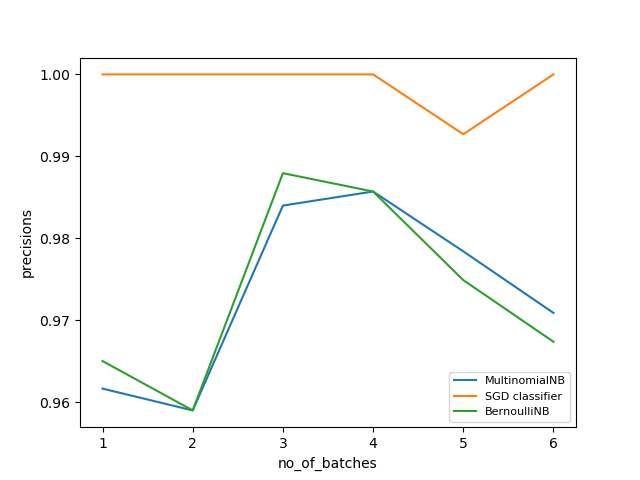 1.00
0.99
0.98
0.97
0.96
precisions
MultinomialNB
SGD classifier
BernoulliNB
1 2 3 4 5 6
no_of_batches